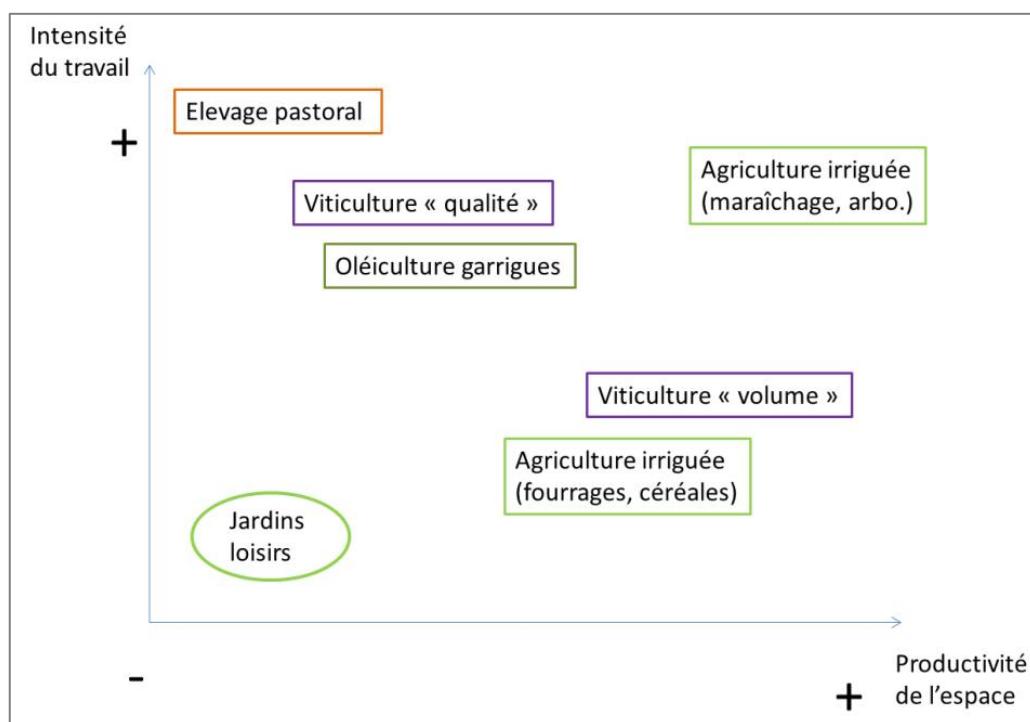 Intensité
du travail
+
Elevage pastoral
Agriculture irriguée
(maraîchage, arbo.)
Viticulture « qualité »
Oléiculture garrigues
Viticulture « volume »
Agriculture irriguée
(fourrages, céréales)
Jardins
loisirs
-
+
Productivité
de l’espace